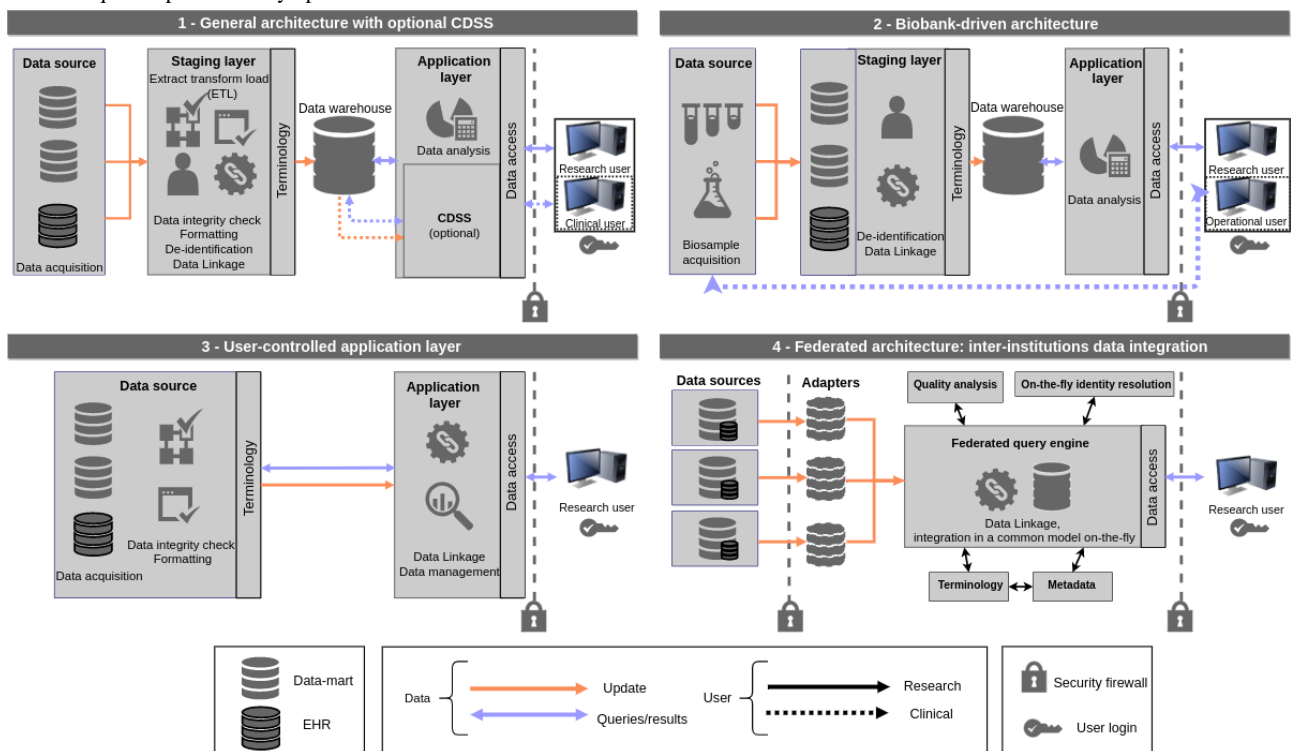 1 - General architecture with optional CDSS
Data source
Data acquisition
Staging layer
Extract transform load
(ETL)
Data integrity check
Formatting
De-identification
Data Linkage
Terminology
Data warehouse
Application
layer
Data analysis
CDSS
(optional)
Data access
Research user
Clinical user
2 - Biobank-driven architecture
Data source
Biosample
acquisition
Staging layer
De-identification
Data Linkage
Terminology
Data warehouse
Application
layer
Data analysis
Data access
Research user
Operational user
3 - User-controlled application layer
Data source
Data integrity check
Formatting
Data acquisition
Terminology
Application
layer
Data Linkage
Data management
Data access
Research user
4 - Federated architecture: inter-institutions data integration
Data sources
Adapters
Quality analysis
On-the-fly identity resolution
Federated query engine
Data Linkage,
integration in a common model on-the-fly
Data access
Terminology
Metadata
Research user
Data-mart
EHR
Data
Update
Queries/results
User
Research
Clinical
Security firewall
User login